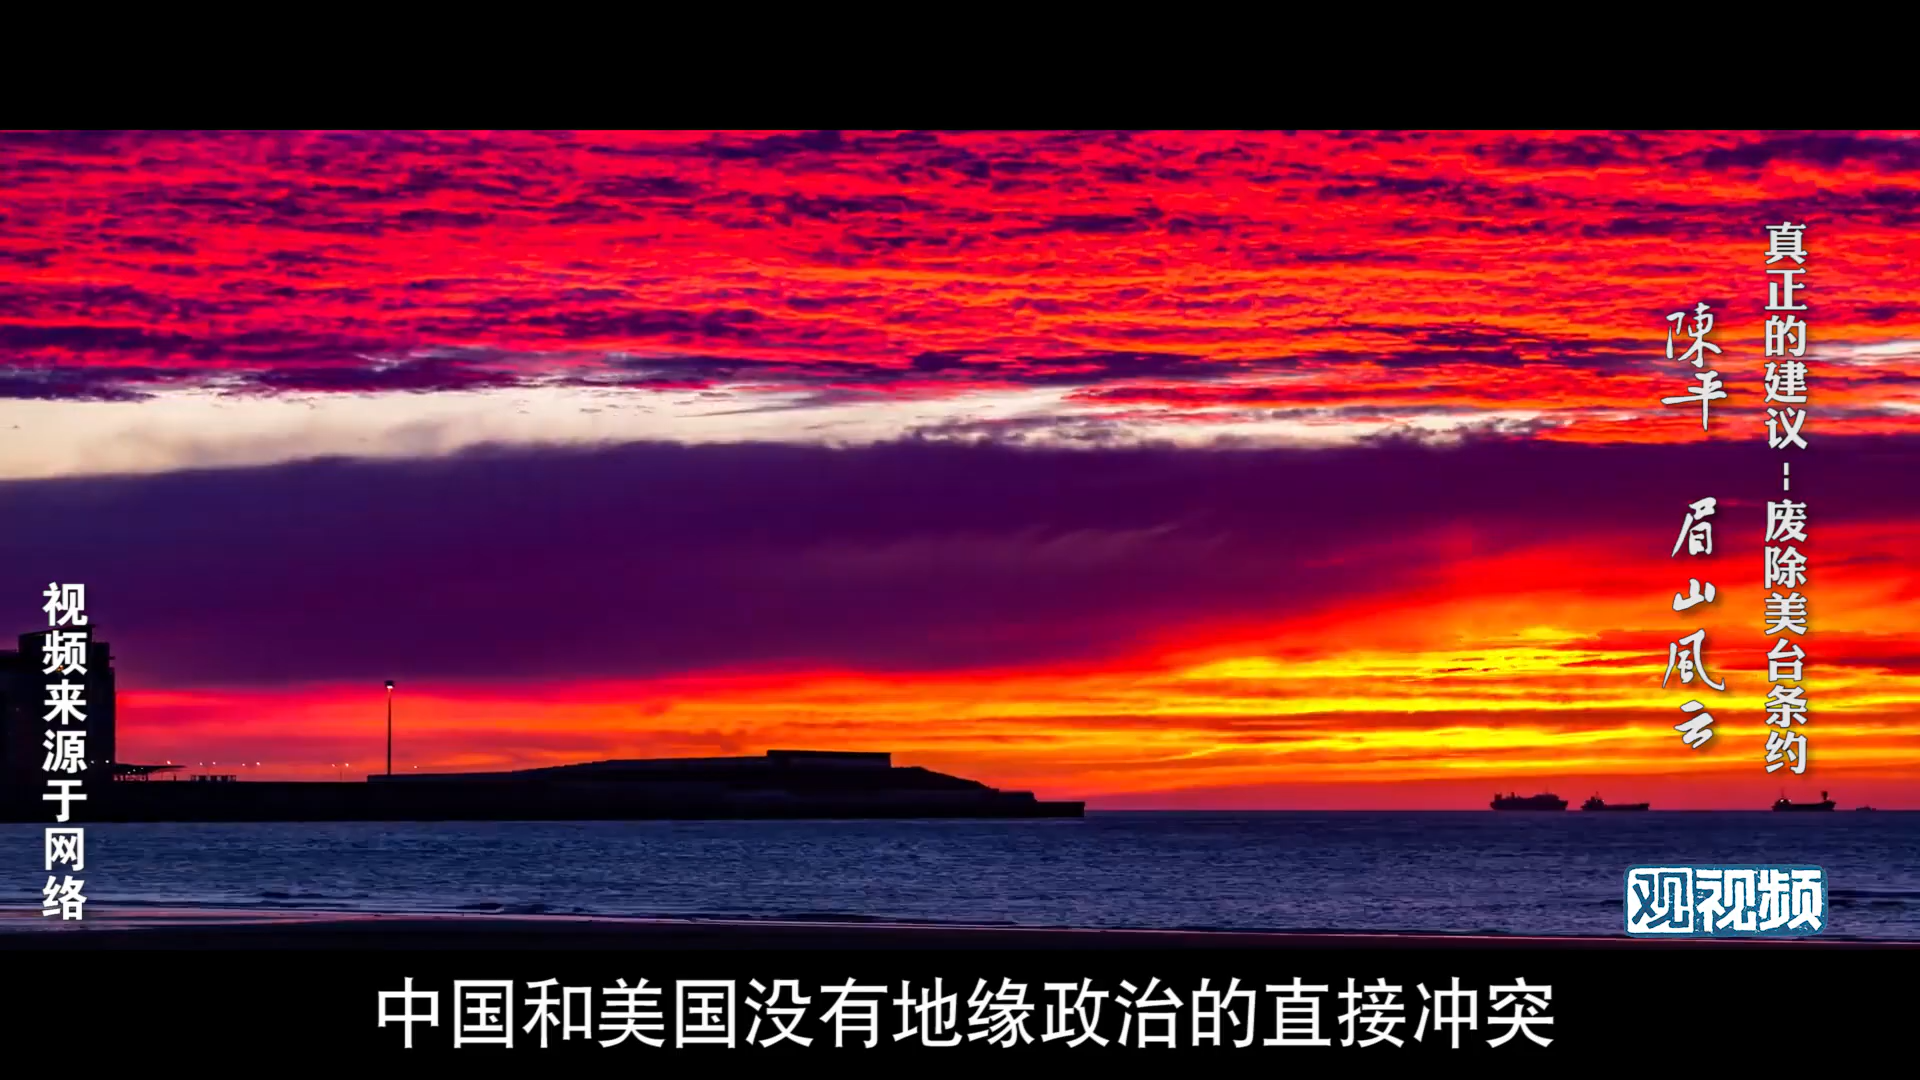 真正的建议--废除美台条约
陳平 眉山風云
视频来源于网络
观视频
中国和美国没有地缘政治的直接冲突